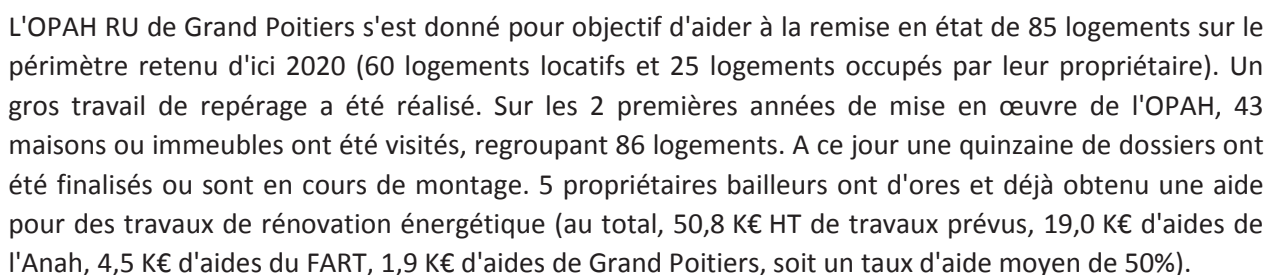 L'OPAH RU de Grand Poitiers s'est donné pour objectif d'aider à la remise en état de 85 logements sur le
périmètre retenu d'ici 2020 (60 logements locatifs et 25 logements occupés par leur propriétaire). Un
gros travail de repérage a été réalisé. Sur les 2 premières années de mise en œuvre de l'OPAH, 43
maisons ou immeubles ont été visités, regroupant 86 logements. A ce jour une quinzaine de dossiers ont
été finalisés ou sont en cours de montage. 5 propriétaires bailleurs ont d'ores et déjà obtenu une aide
pour des travaux de rénovation énergétique (au total, 50,8 K€ HT de travaux prévus, 19,0 K€ d'aides de
l'Anah, 4,5 K€ d'aides du FART, 1,9 K€ d'aides de Grand Poitiers, soit un taux d'aide moyen de 50%).